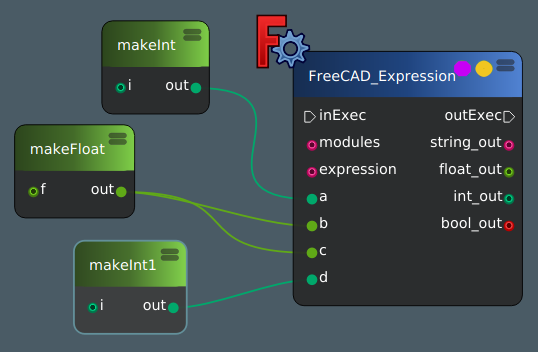 makeInt
i out
makeFloat
f out
makeInt1
i out
FreeCAD_Expression
inExec outExec
modules string_out
expression float_out
a int_out
b bool_out
c
d